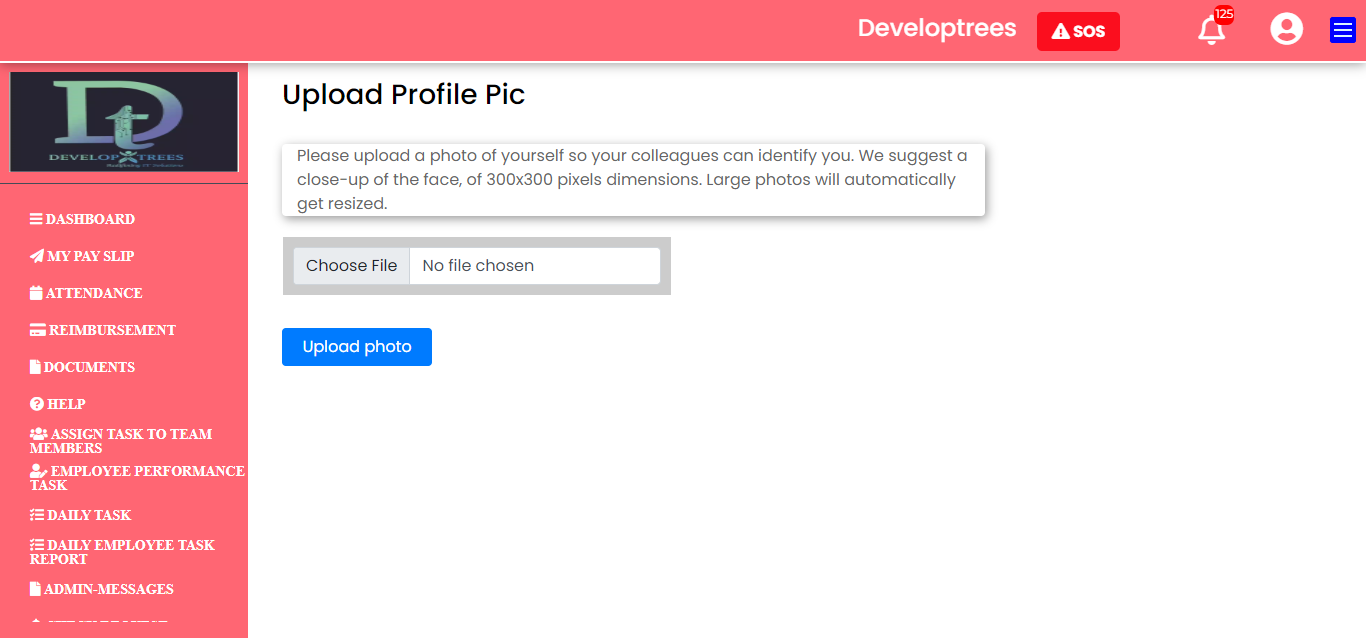 Developtrees
SOS
125
DEVELOP TREES
Upload Profile Pic
Please upload a photo of yourself so your colleagues can identify you. We suggest a
close-up of the face, of 300x300 pixels dimensions. Large photos will automatically
get resized.
Choose File No file chosen
Upload photo
DASHBOARD
MY PAY SLIP
ATTENDANCE
REIMBURSEMENT
DOCUMENTS
HELP
ASSIGN TASK TO TEAM
MEMBERS
EMPLOYEE PERFORMANCE
TASK
DAILY TASK
DAILY EMPLOYEE TASK
REPORT
ADMIN-MESSAGES